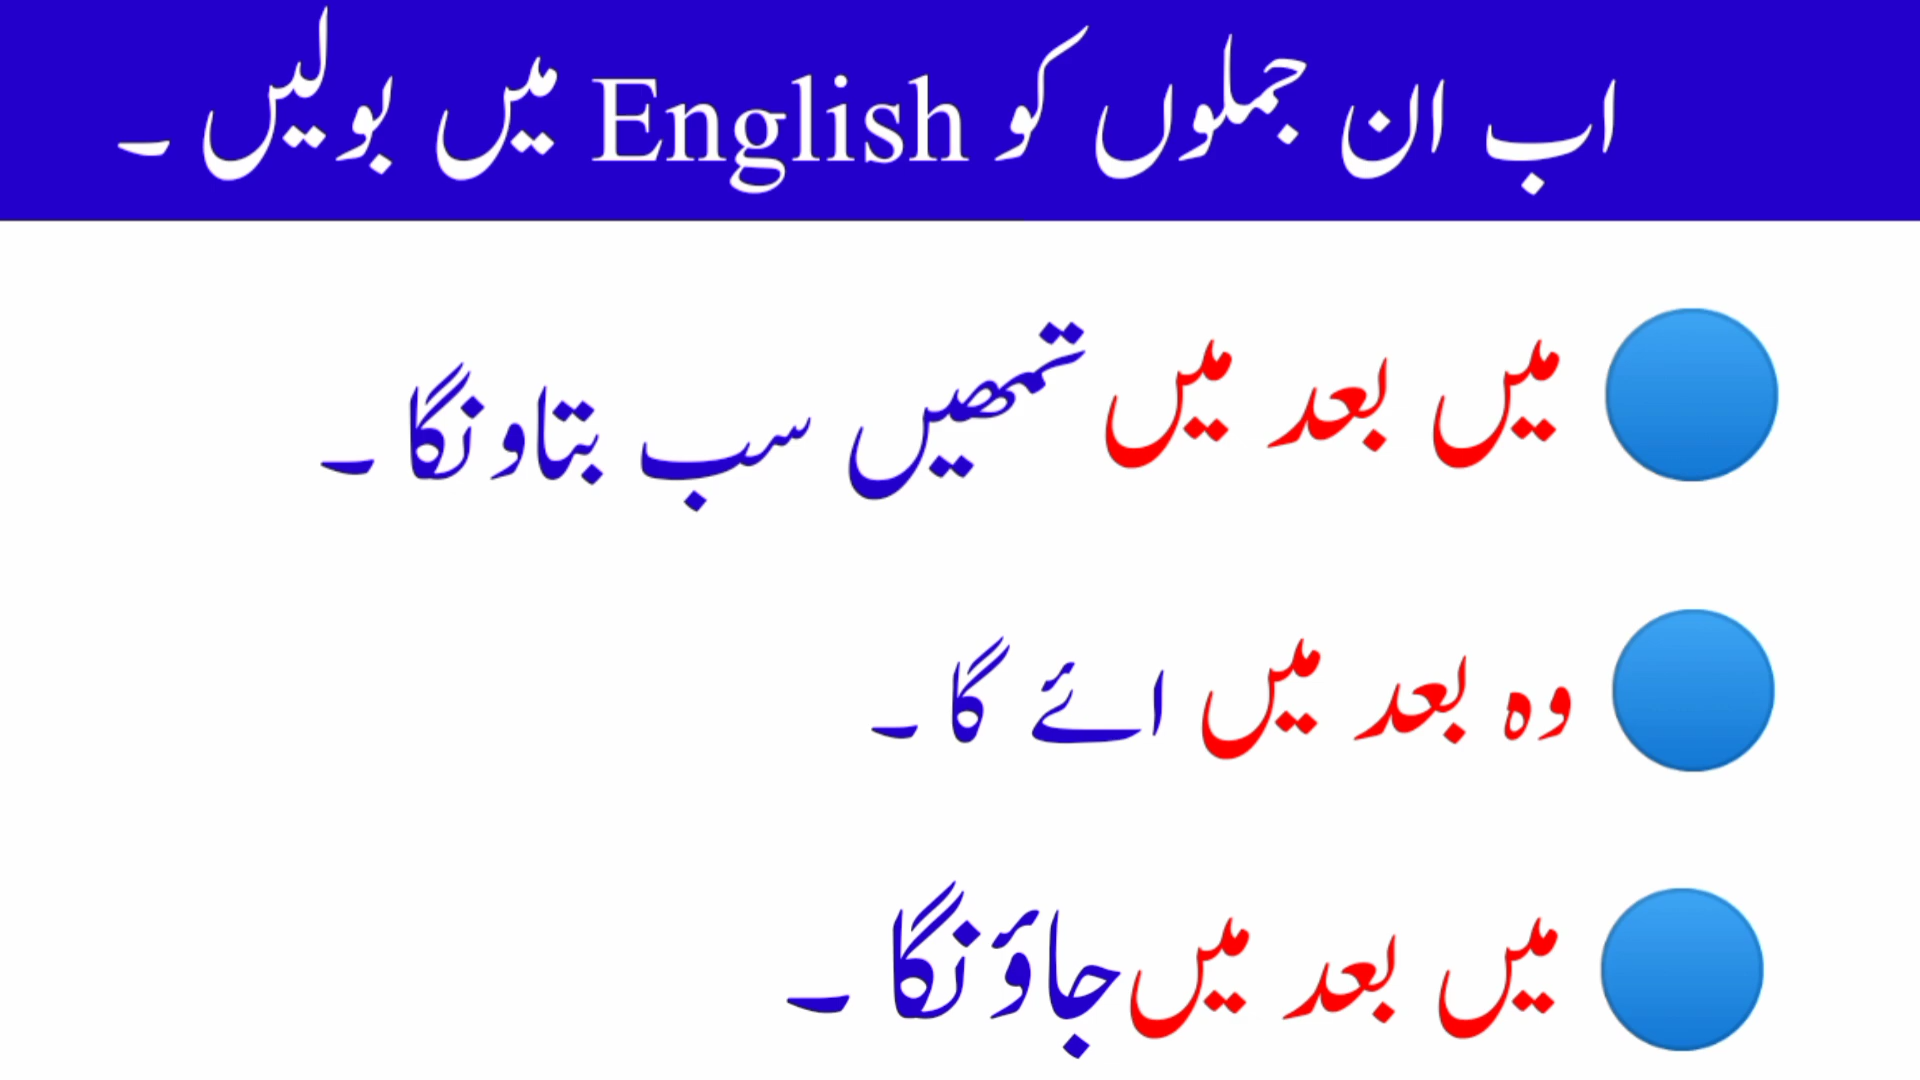 اب ان جملوں کو English میں بولیں ۔
میں بعد میں تمھیں سب بتاونگا ۔
وہ بعد میں ائے گا ۔
میں بعد میں جاؤنگا ۔